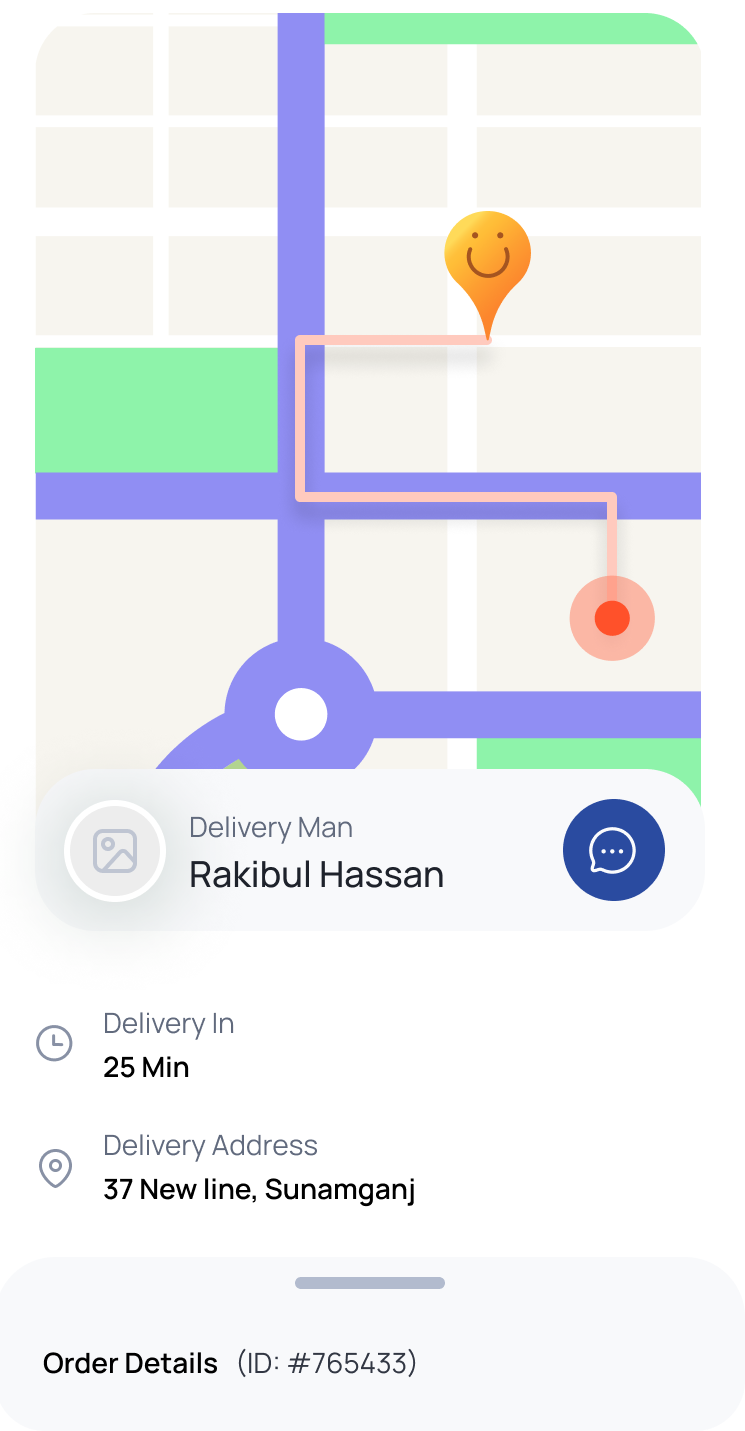 Delivery Man
Rakibul Hassan
Delivery In
25 Min
Delivery Address
37 New line, Sunamganj
Order Details (ID: #765433)